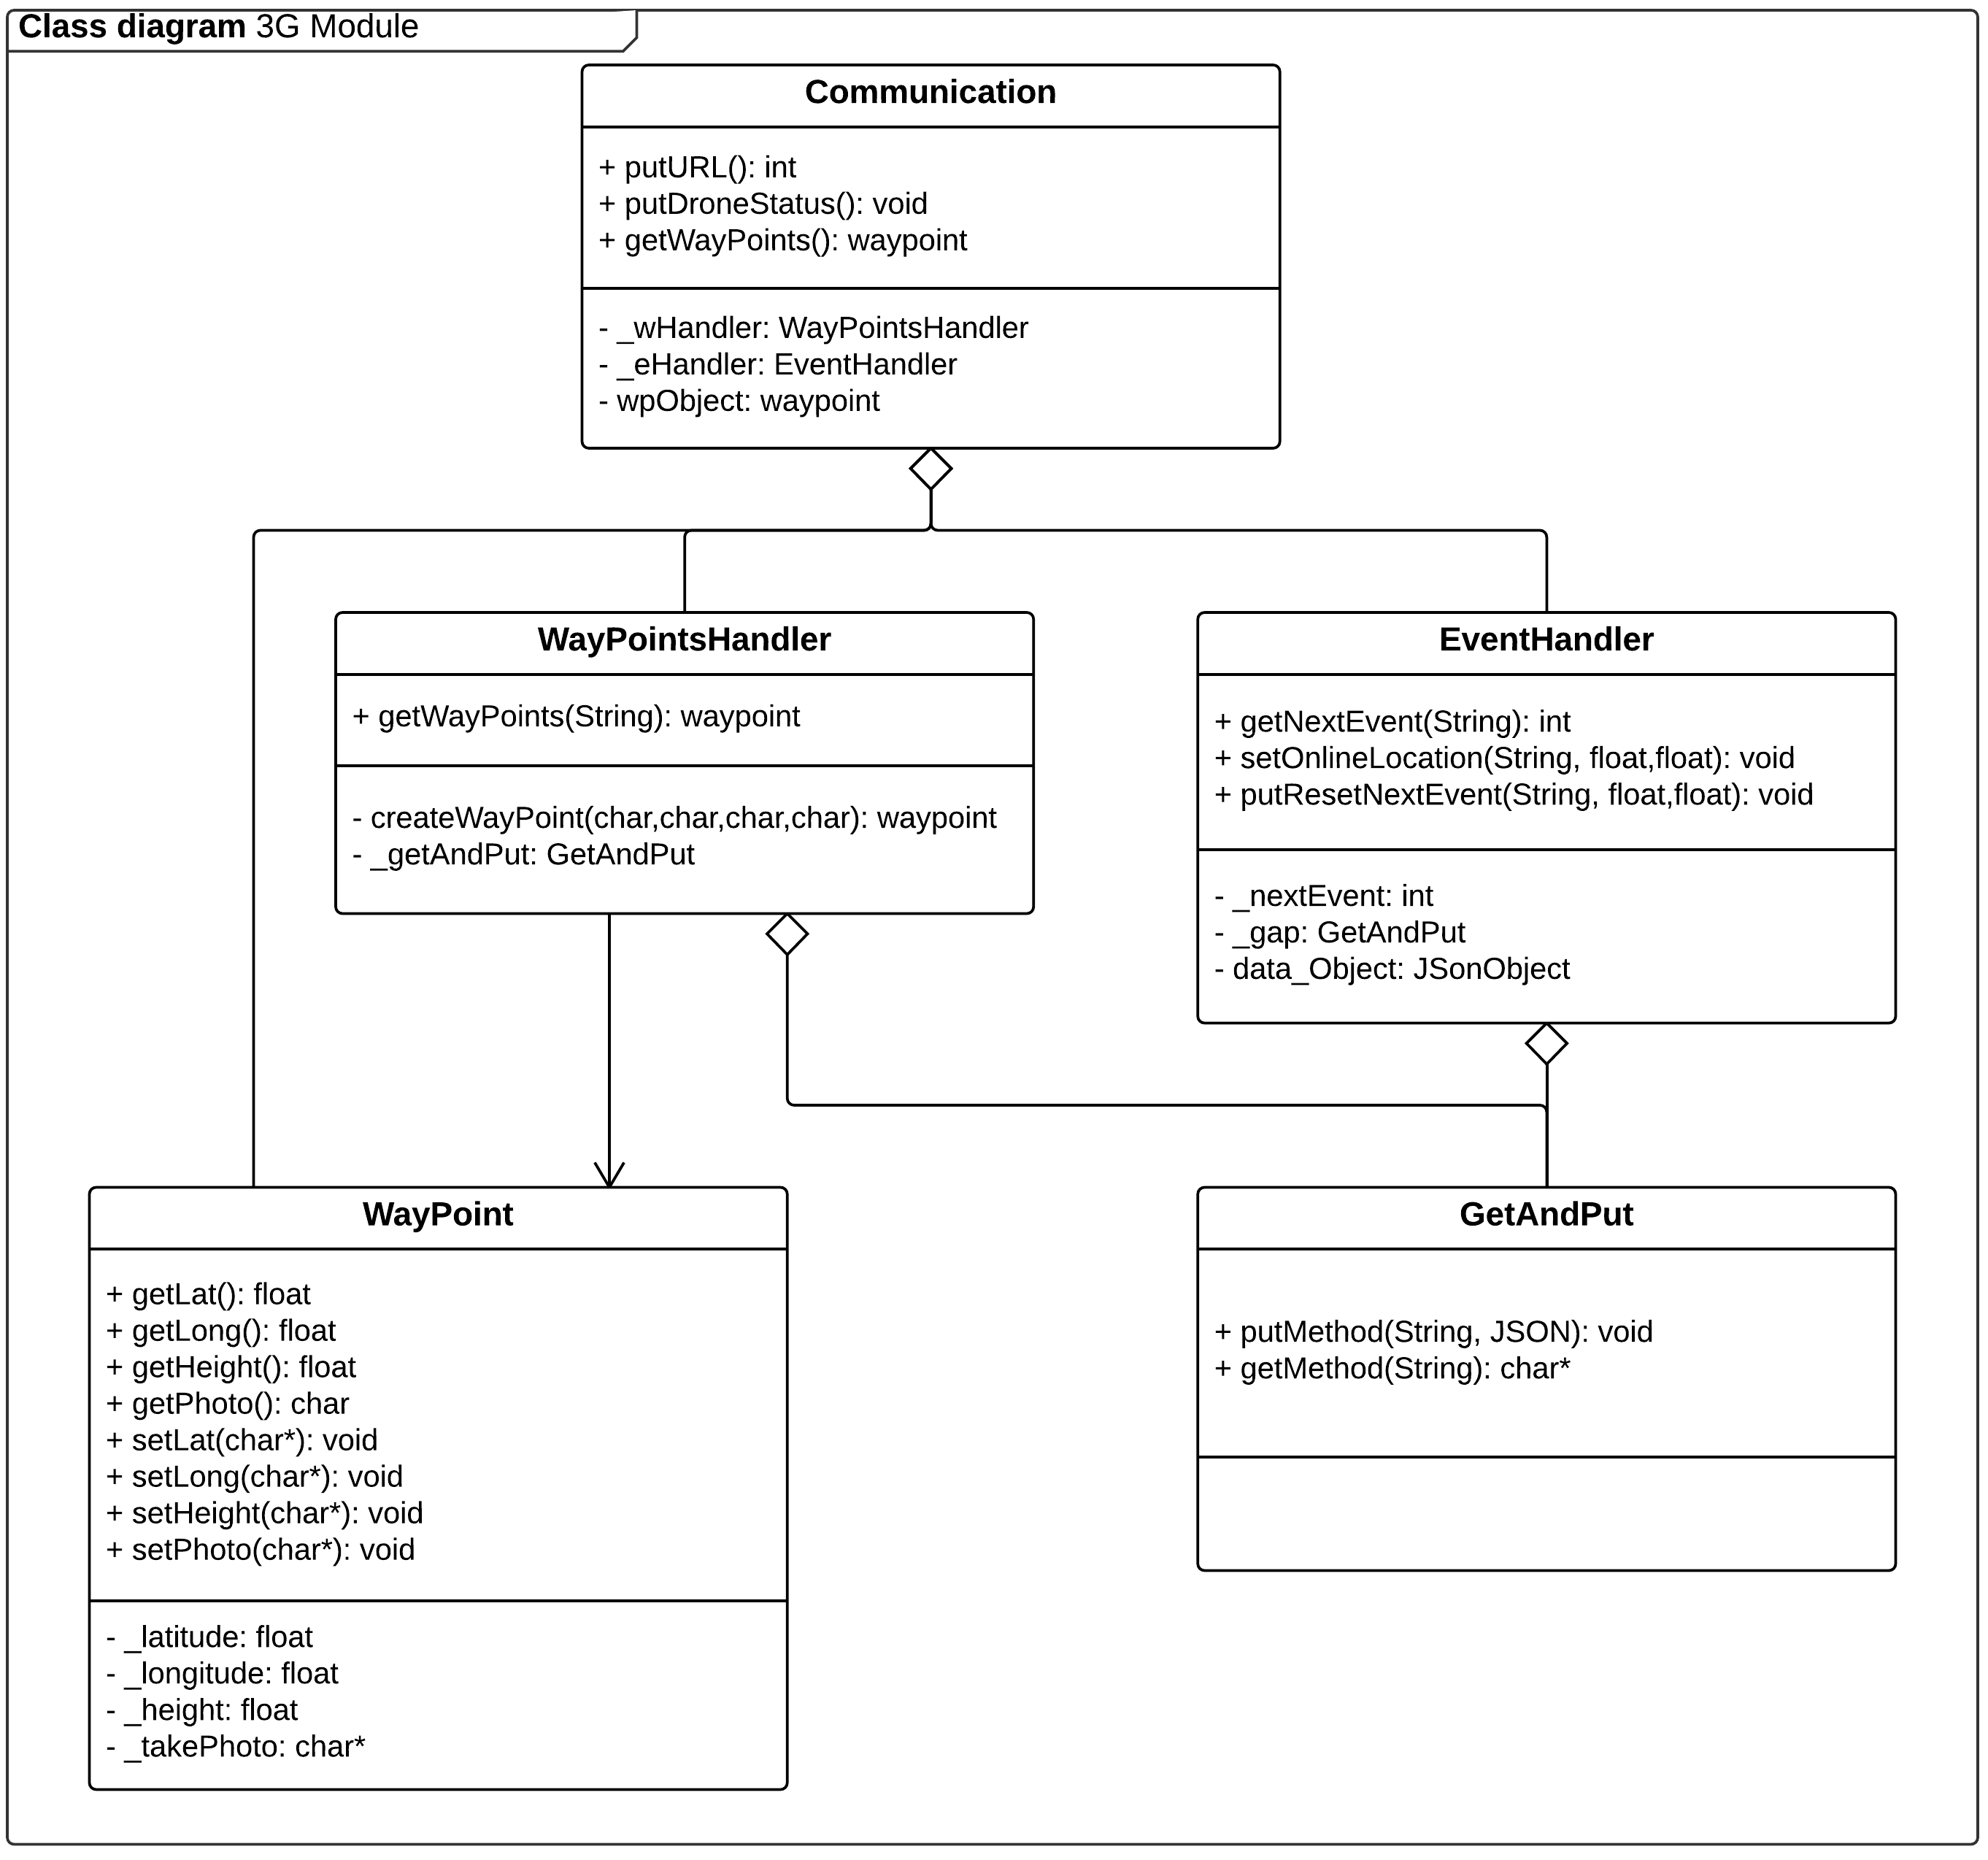 Class diagram 3G Module
Communication
+ putURL(): int
+ putDroneStatus(): void
+ getWayPoints(): waypoint
- _wHandler: WayPointsHandler
- _eHandler: EventHandler
- wpObject: waypoint
WayPointsHandler
+ getWayPoints(String): waypoint
- createWayPoint(char,char,char,char): waypoint
- _getAndPut: GetAndPut
EventHandler
+ getNextEvent(String): int
+ setOnlineLocation(String, float,float): void
+ putResetNextEvent(String, float,float): void
- _nextEvent: int
- _gap: GetAndPut
- data_Object: JSonObject
WayPoint
+ getLat(): float
+ getLong(): float
+ getHeight(): float
+ getPhoto(): char
+ setLat(char*): void
+ setLong(char*): void
+ setHeight(char*): void
+ setPhoto(char*): void
- _latitude: float
- _longitude: float
- _height: float
- _takePhoto: char*
GetAndPut
+ putMethod(String, JSON): void
+ getMethod(String): char*